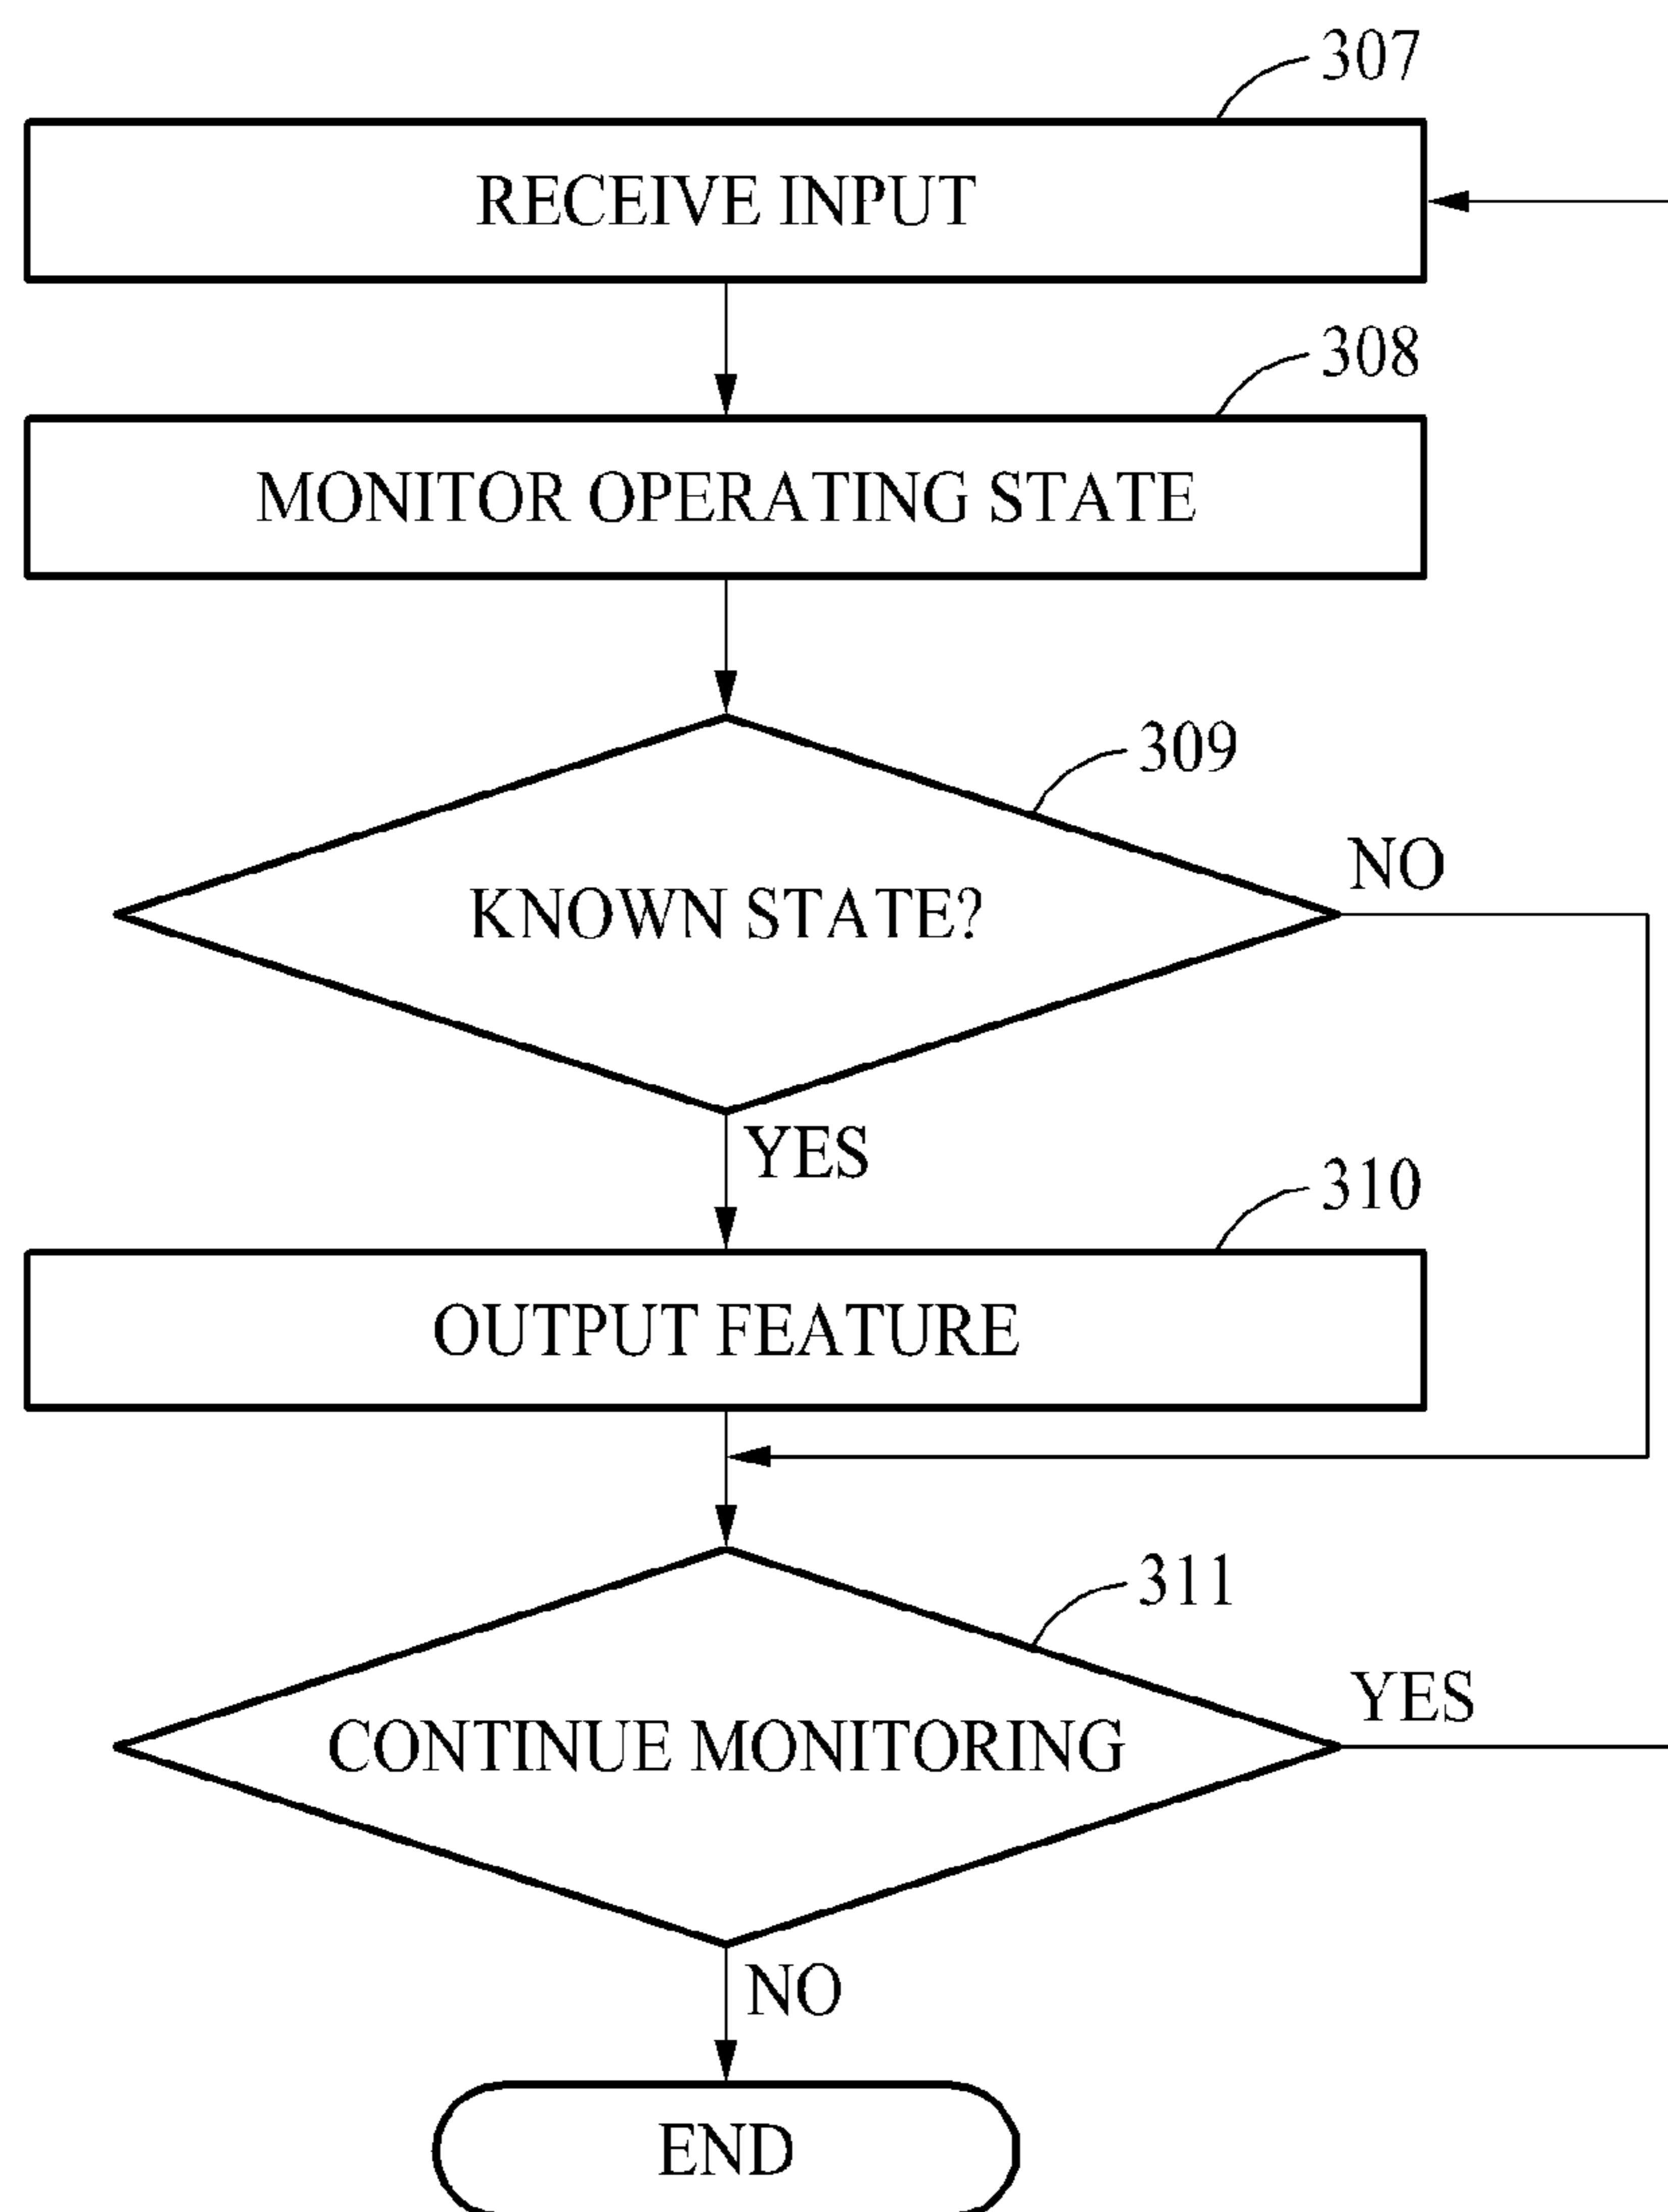 307
RECEIVE INPUT
308
MONITOR OPERATING STATE
309
NO
KNOWN STATE?
YES
310
OUTPUT FEATURE
311
YES
CONTINUE MONITORING
NO
END